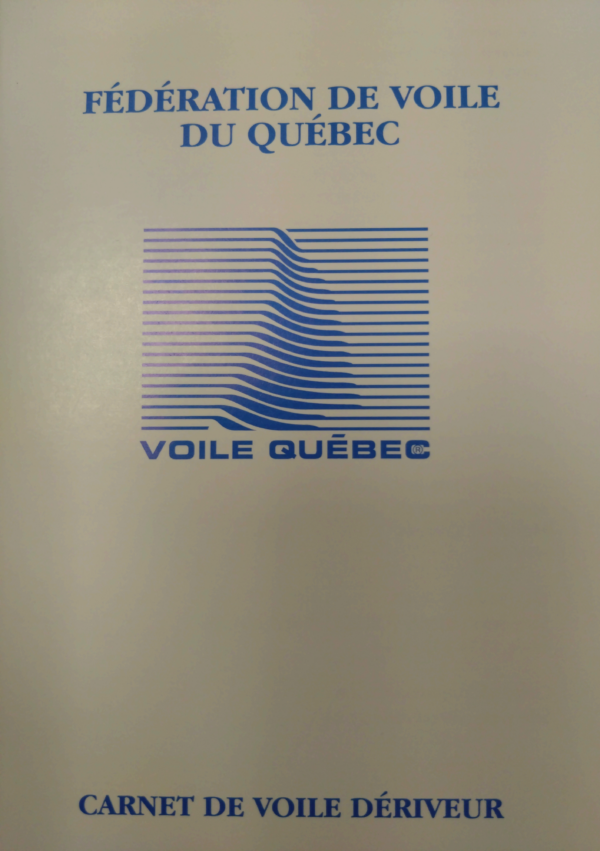 FÉDÉRATION DE VOILE
DU QUÉBEC
VOILE QUÉBEC
CARNET DE VOILE DÉRIVEUR